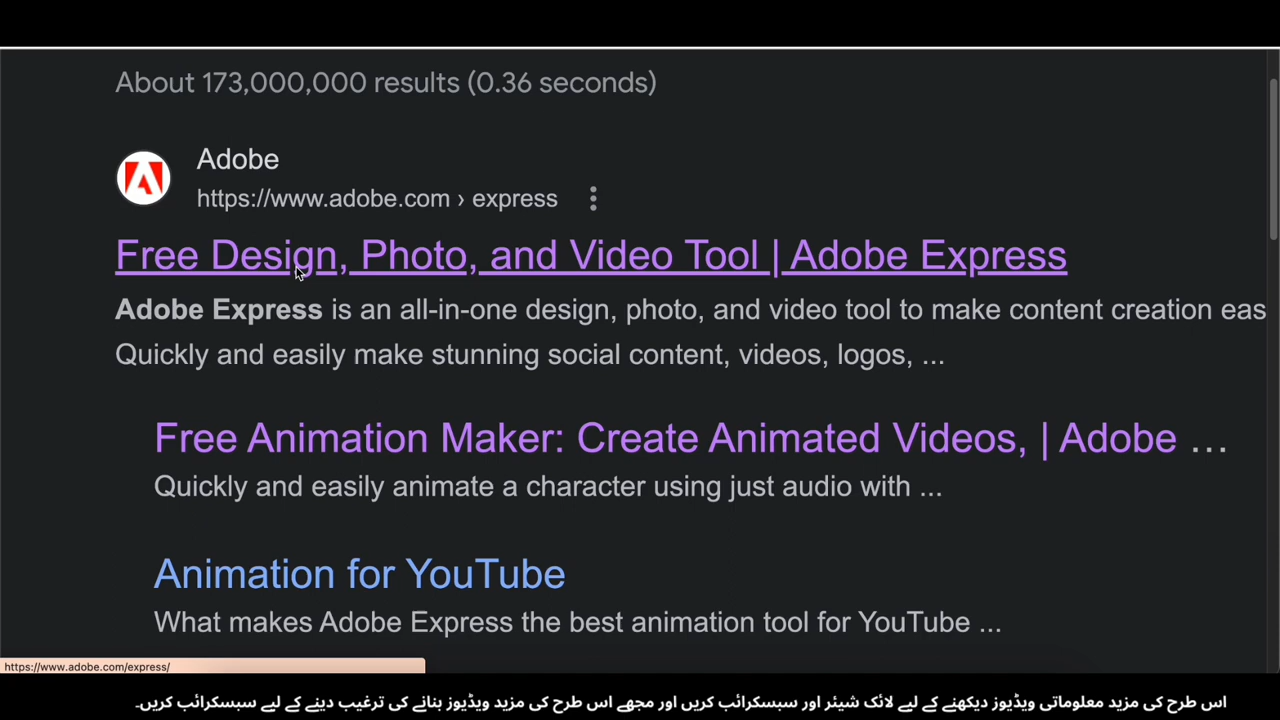 About 173,000,000 results (0.36 seconds)
Adobe
https://www.adobe.com › express
Free Design, Photo, and Video Tool | Adobe Express
Adobe Express is an all-in-one design, photo, and video tool to make content creation eas
Quickly and easily make stunning social content, videos, logos, ...
Free Animation Maker: Create Animated Videos, | Adobe ...
Quickly and easily animate a character using just audio with ...
Animation for YouTube
What makes Adobe Express the best animation tool for YouTube ...
https://www.adobe.com/express/
اس طرح کی مزید معلوماتی ویڈیوز دیکھنے کے لیے لائک شیئر اور سبسکرائب کریں اور مجھے اس طرح کی مزید ویڈیوز بنانے کی ترغیب دینے کے لیے سبسکرائب کریں۔